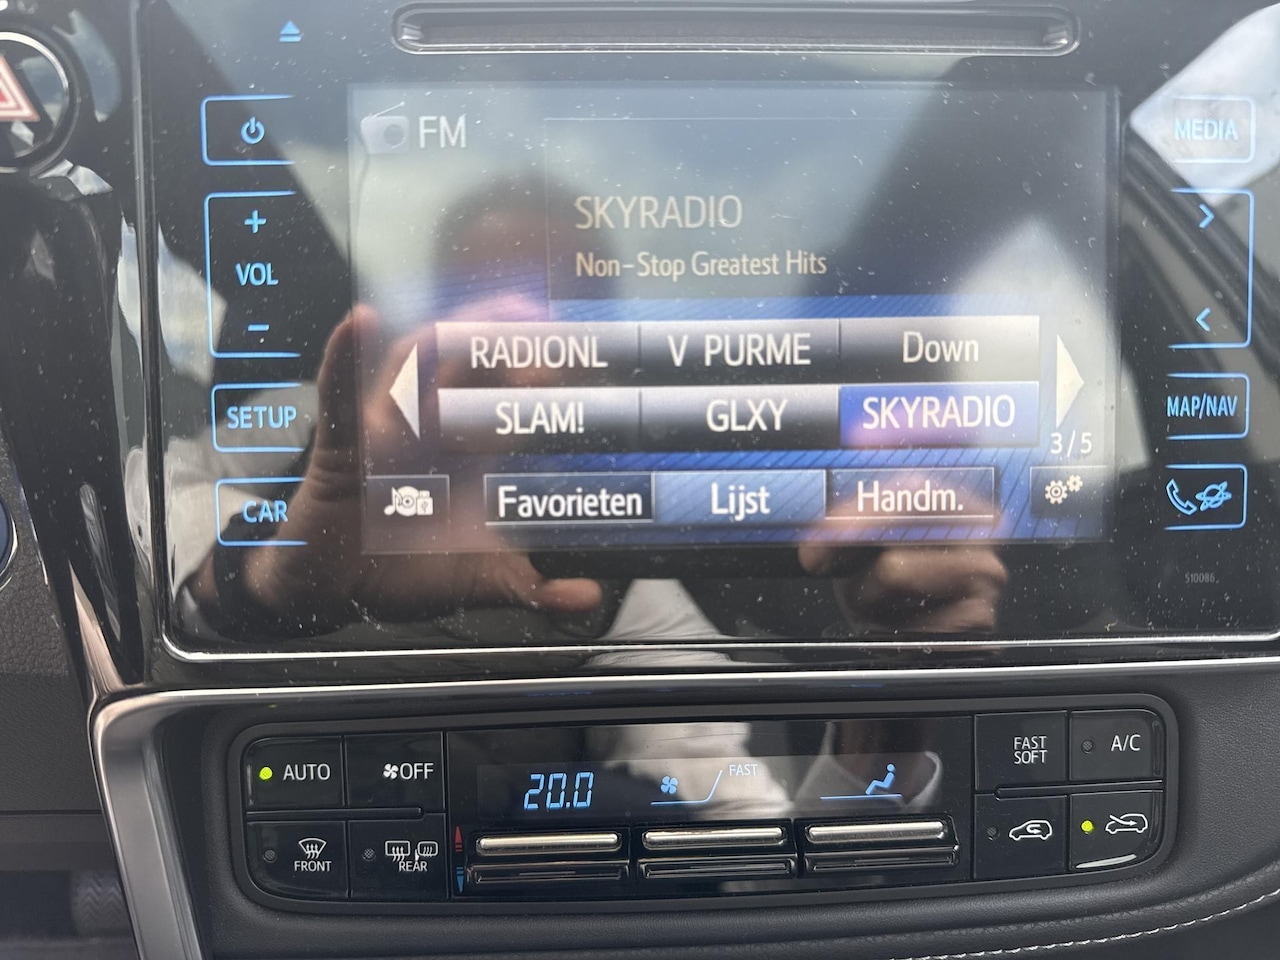 FM
MEDIA
SKYRADIO
Non-Stop Greatest Hits
+
VOL
-
RADIONL V PURME Down
SLAM! GLXY SKYRADIO
3/5
SETUP
MAP/NAV
CAR
Favorieten Lijst Handm.
510086
AUTO
OFF
20.0
FAST
FAST
SOFT
A/C
FRONT
REAR